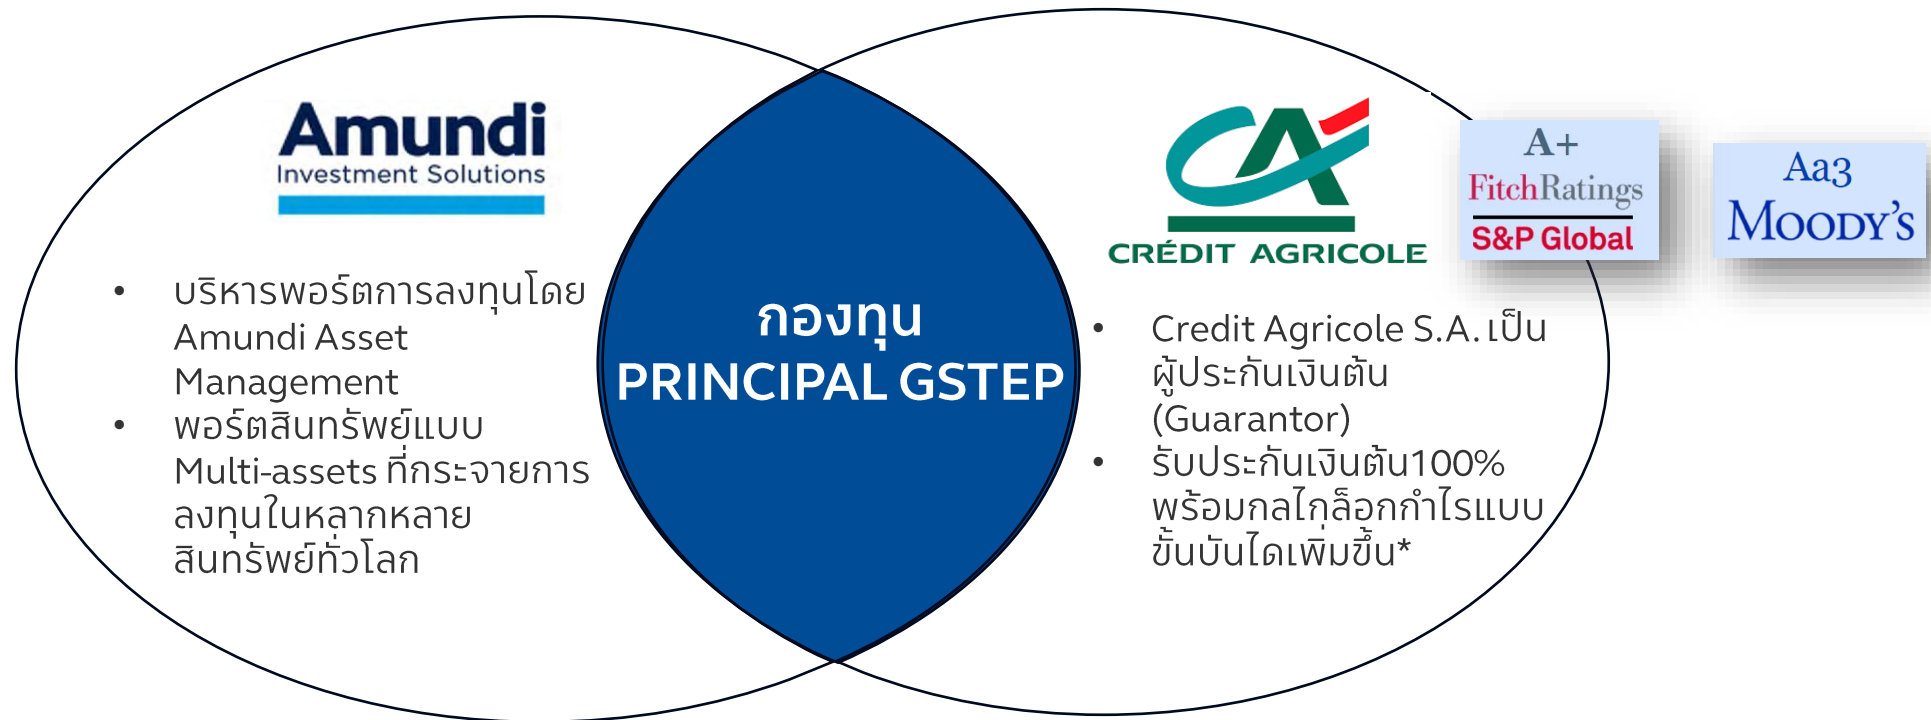 Amundi
Investment Solutions
• บริหารพอร์ตการลงทุนโดย
Amundi Asset
Management
• พอร์ตสินทรัพย์แบบ
Multi-assets ที่กระจายการ
ลงทุนในหลากหลาย
สินทรัพย์ทั่วโลก
กองทุน
PRINCIPAL GSTEP
CRÉDIT AGRICOLE
A+
FitchRatings
S&P Global
Aa3
MOODY'S
• Credit Agricole S.A. เป็น
ผู้ประกันเงินต้น
(Guarantor)
• รับประกันเงินต้น100%
พร้อมกลไกล็อกกำไรแบบ
ขั้นบันไดเพิ่มขึ้น*